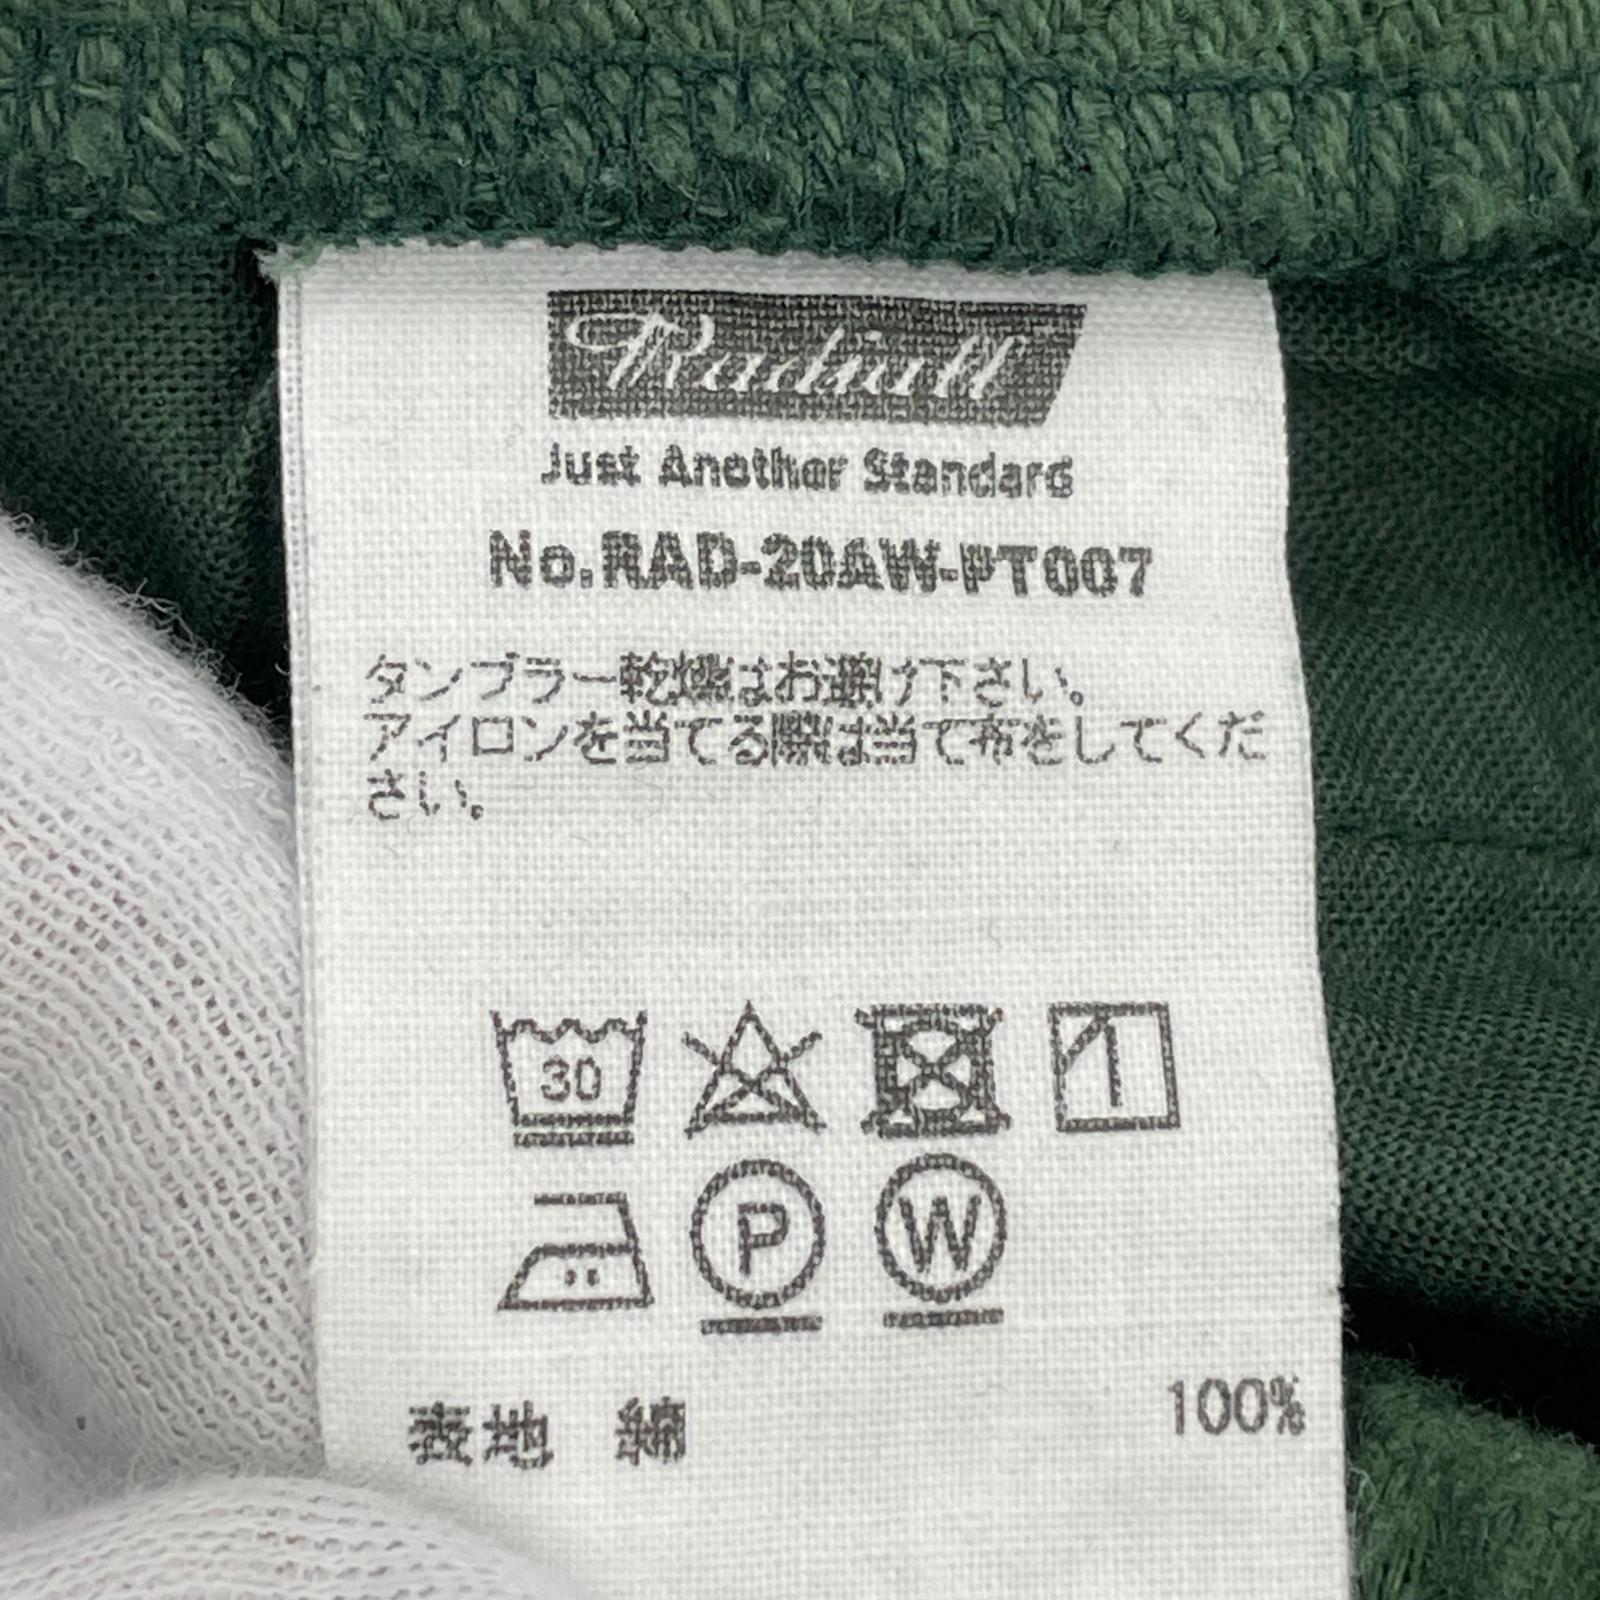 Radiall
Just Another Standard
No.RAD-20AW-PT007
タンブラー乾燥はお避け下さい。
アイロンを当てる際は当て布をしてくだ
さい。
30
P W
表地 綿 100%